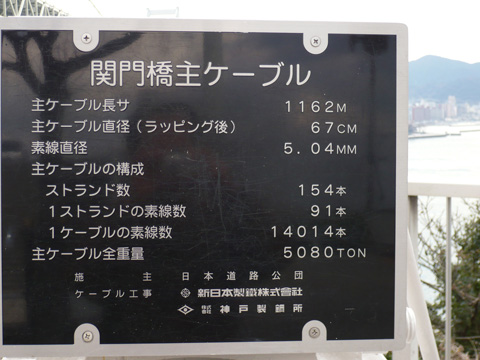 関門橋主ケーブル
主ケーブル長サ 1162M
主ケーブル直径(ラッピング後) 67CM
素線直径 5.04MM
主ケーブルの構成
ストランド数 154本
1ストランドの素線数 91本
1ケーブルの素線数 14014本
主ケーブル全重量 5080TON
施主 日本道路公団
ケーブル工事 新日本製鐵株式会社
株式会社 神戸製鋼所